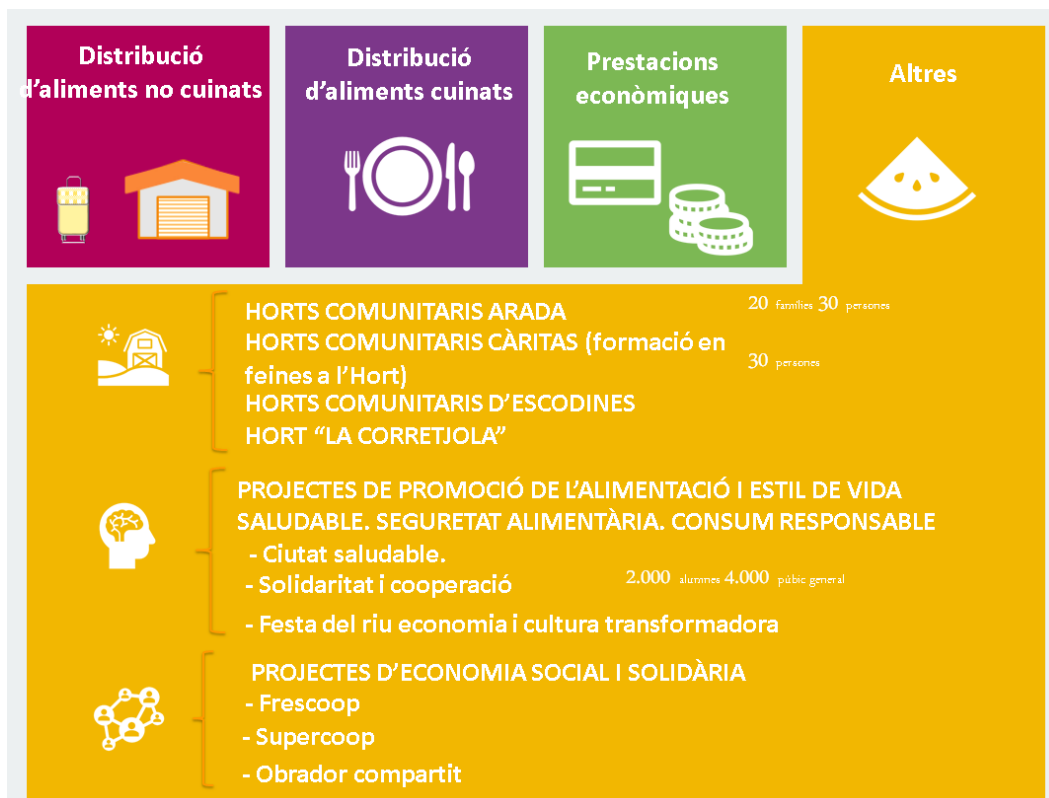 Distribució
d'aliments no cuinats
Distribució
d'aliments cuinats
Prestacions
econòmiques
Altres
HORTS COMUNITARIS ARADA
20 famílies 30 persones
HORTS COMUNITARIS CÀRITAS (formació en
feines a l'Hort)
30 persones
HORTS COMUNITARIS D'ESCODINES
HORT “LA CORRETJOLA”
PROJECTES DE PROMOCIÓ DE L'ALIMENTACIÓ I ESTIL DE VIDA
SALUDABLE. SEGURETAT ALIMENTÀRIA. CONSUM RESPONSABLE
- Ciutat saludable.
- Solidaritat i cooperació
2.000 alumnes 4.000 púbic general
- Festa del riu economia i cultura transformadora
PROJECTES D'ECONOMIA SOCIAL I SOLIDÀRIA
- Frescoop
- Supercoop
- Obrador compartit